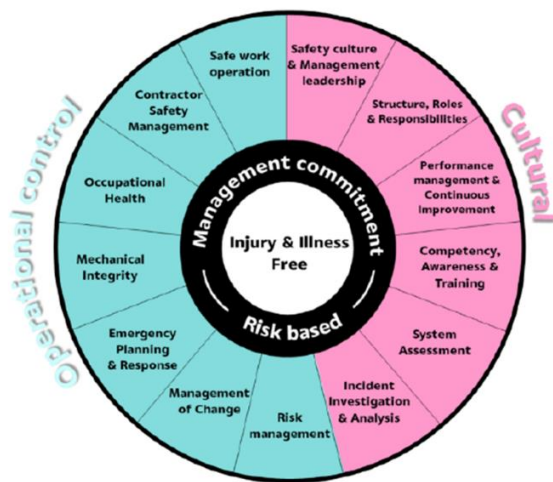 Safe work
operation
Safety culture
& Management
leadership
Structure, Roles
& Responsibilities
Performance
management &
Continuous
Improvement
Competency,
Awareness &
Training
System
Assessment
Incident
Investigation
& Analysis
Risk
management
Management
of Change
Emergency
Planning
& Response
Mechanical
Integrity
Occupational
Health
Contractor
Safety
Management
Operational control
Cultural
Management commitment
Injury & Illness
Free
Risk based